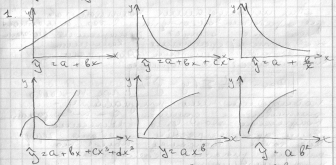 1 y y y
x x x
ŷ = a + bx ŷ = a + bx + cx² ŷ = a + b/x
x x x
ŷ = a + bx + cx² + dx³ y = ax^b ŷ = ab^x